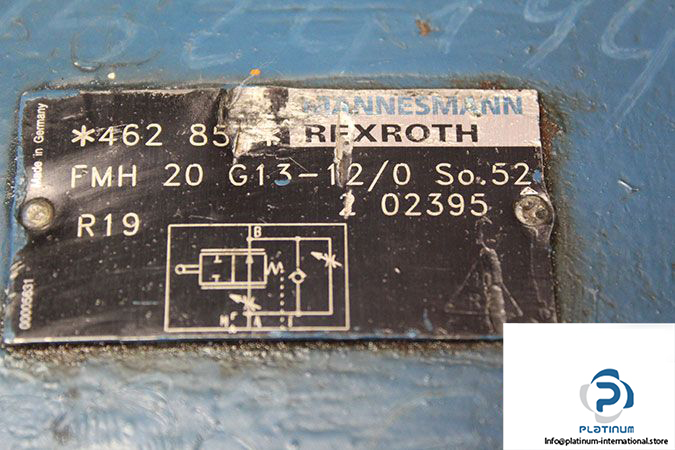 Made in Germany
MANNESMANN
REXROTH
*462 85
FMH 20 G13-12/0 So.52
02395
R19
B
A
00005631
PLATINUM
Info@platinum-international.store